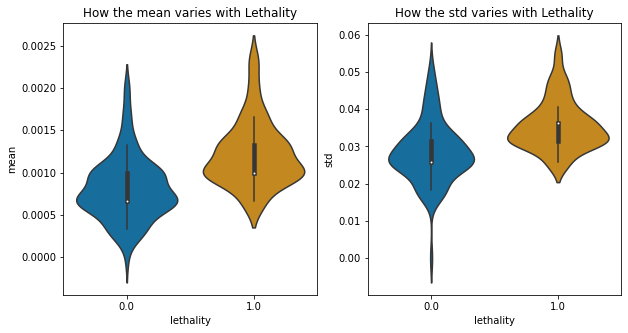 How the mean varies with Lethality
0.0025
0.0020
0.0015
0.0010
0.0005
0.0000
mean
0.0
1.0
lethality
How the std varies with Lethality
0.06
0.05
0.04
0.03
0.02
0.01
0.00
std
0.0
1.0
lethality